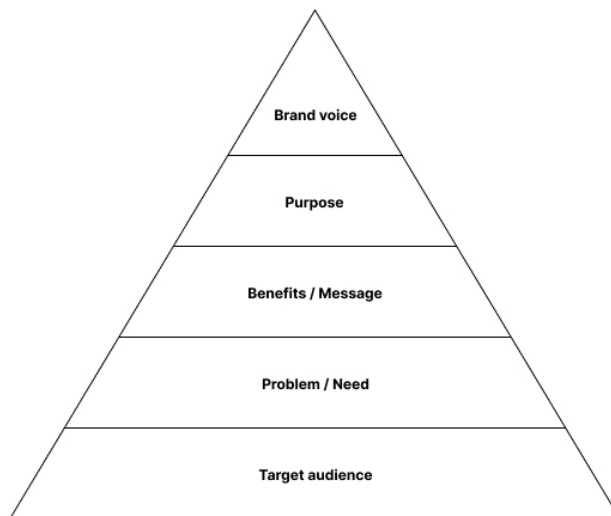 Brand voice
Purpose
Benefits / Message
Problem / Need
Target audience